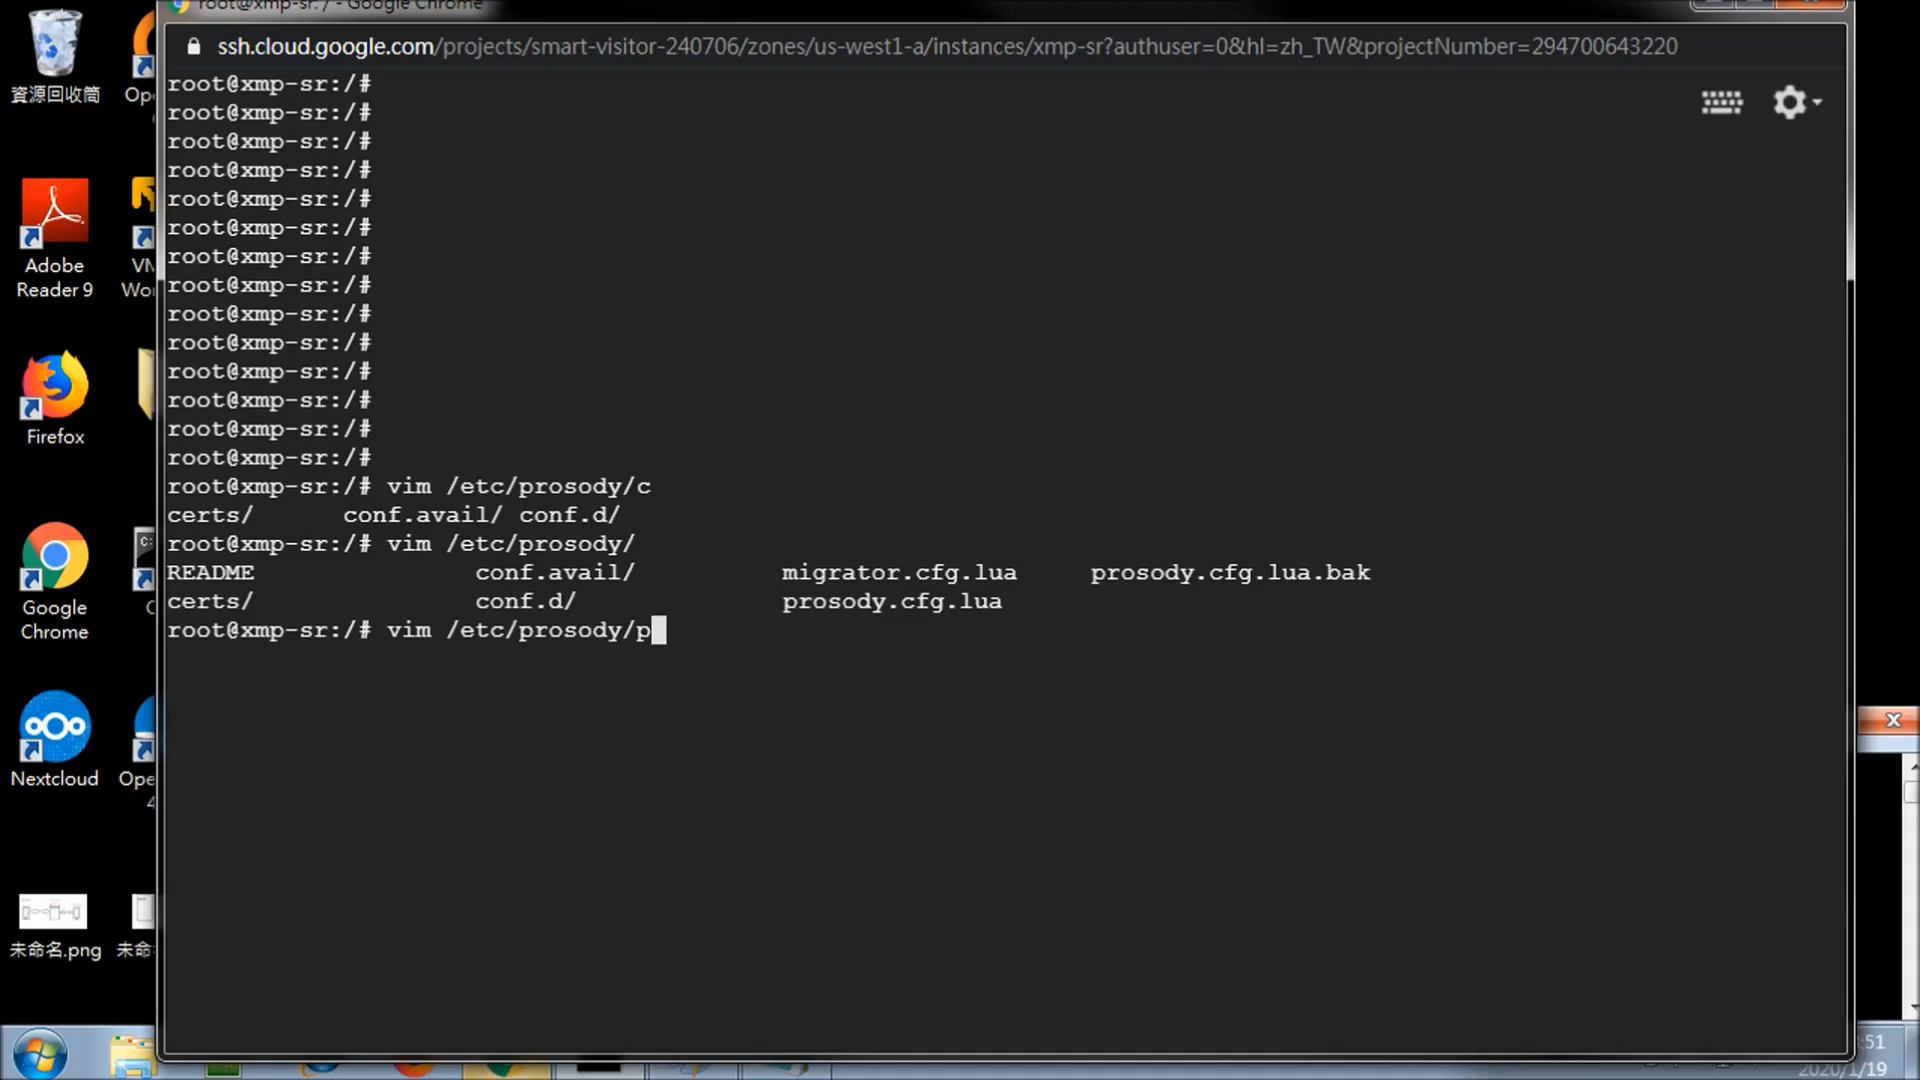 root@xmp-sr: / - Google Chrome
ssh.cloud.google.com/projects/smart-visitor-240706/zones/us-west1-a/instances/xmp-sr?authuser=0&hl=zh_TW&projectNumber=294700643220
root@xmp-sr:/#
root@xmp-sr:/#
root@xmp-sr:/#
root@xmp-sr:/#
root@xmp-sr:/#
root@xmp-sr:/#
root@xmp-sr:/#
root@xmp-sr:/#
root@xmp-sr:/#
root@xmp-sr:/#
root@xmp-sr:/#
root@xmp-sr:/#
root@xmp-sr:/#
root@xmp-sr:/#
root@xmp-sr:/# vim /etc/prosody/c
certs/ conf.avail/ conf.d/
root@xmp-sr:/# vim /etc/prosody/
README conf.avail/ migrator.cfg.lua prosody.cfg.lua.bak
certs/ conf.d/ prosody.cfg.lua
root@xmp-sr:/# vim /etc/prosody/p
資源回收筒
Adobe
Reader 9
Firefox
Google
Chrome
Nextcloud
未命名.png
:51
2020/1/19